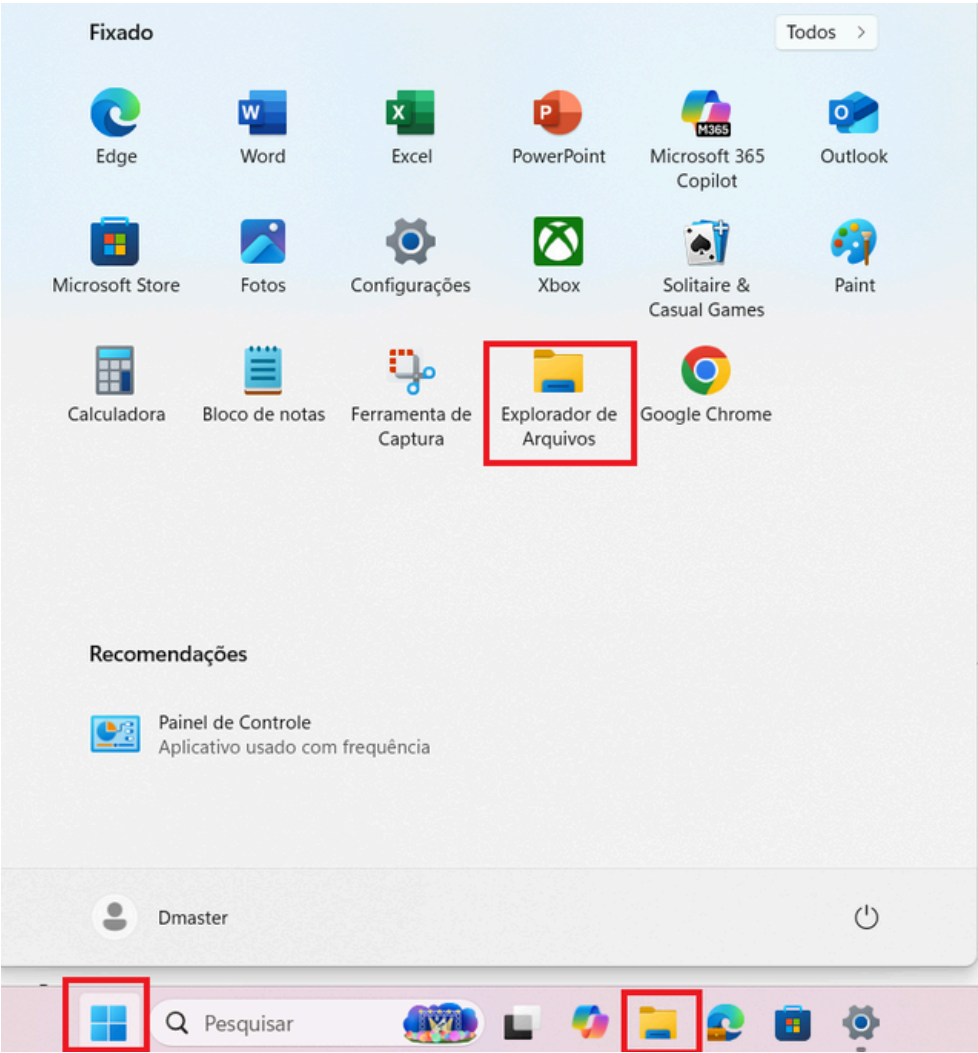 Fixado
Todos
Edge
Word
Excel
PowerPoint
Microsoft 365
Copilot
Outlook
Microsoft Store
Fotos
Configurações
Xbox
Solitaire &
Casual Games
Paint
Calculadora
Bloco de notas
Ferramenta de
Captura
Explorador de
Arquivos
Google Chrome
Recomendações
Painel de Controle
Aplicativo usado com frequência
Dmaster
Pesquisar
W
X
P
M365
O